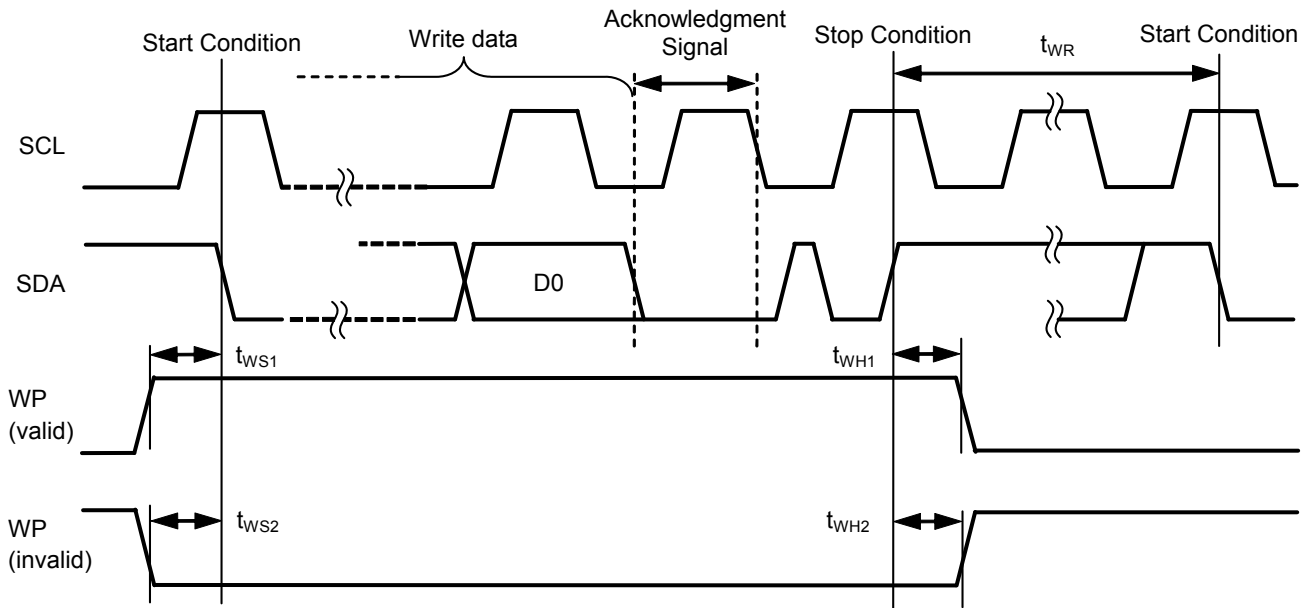 Acknowledgment
Signal
Start Condition
Write data
Stop Condition
tWR
Start Condition
SCL
SDA
D0
tWS1
tWH1
WP
(valid)
tWS2
tWH2
WP
(invalid)